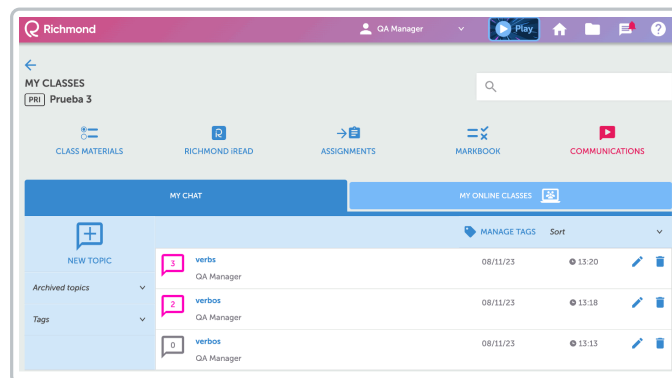 Richmond
QA Manager
Play
?
MY CLASSES
PRI Prueba 3
CLASS MATERIALS
R
RICHMOND iREAD
ASSIGNMENTS
MARKBOOK
COMMUNICATIONS
MY CHAT
MY ONLINE CLASSES
NEW TOPIC
Archived topics
Tags
MANAGE TAGS
Sort
3
verbs
QA Manager
08/11/23
13:20
2
verbos
QA Manager
08/11/23
13:18
0
verbos
QA Manager
08/11/23
13:13